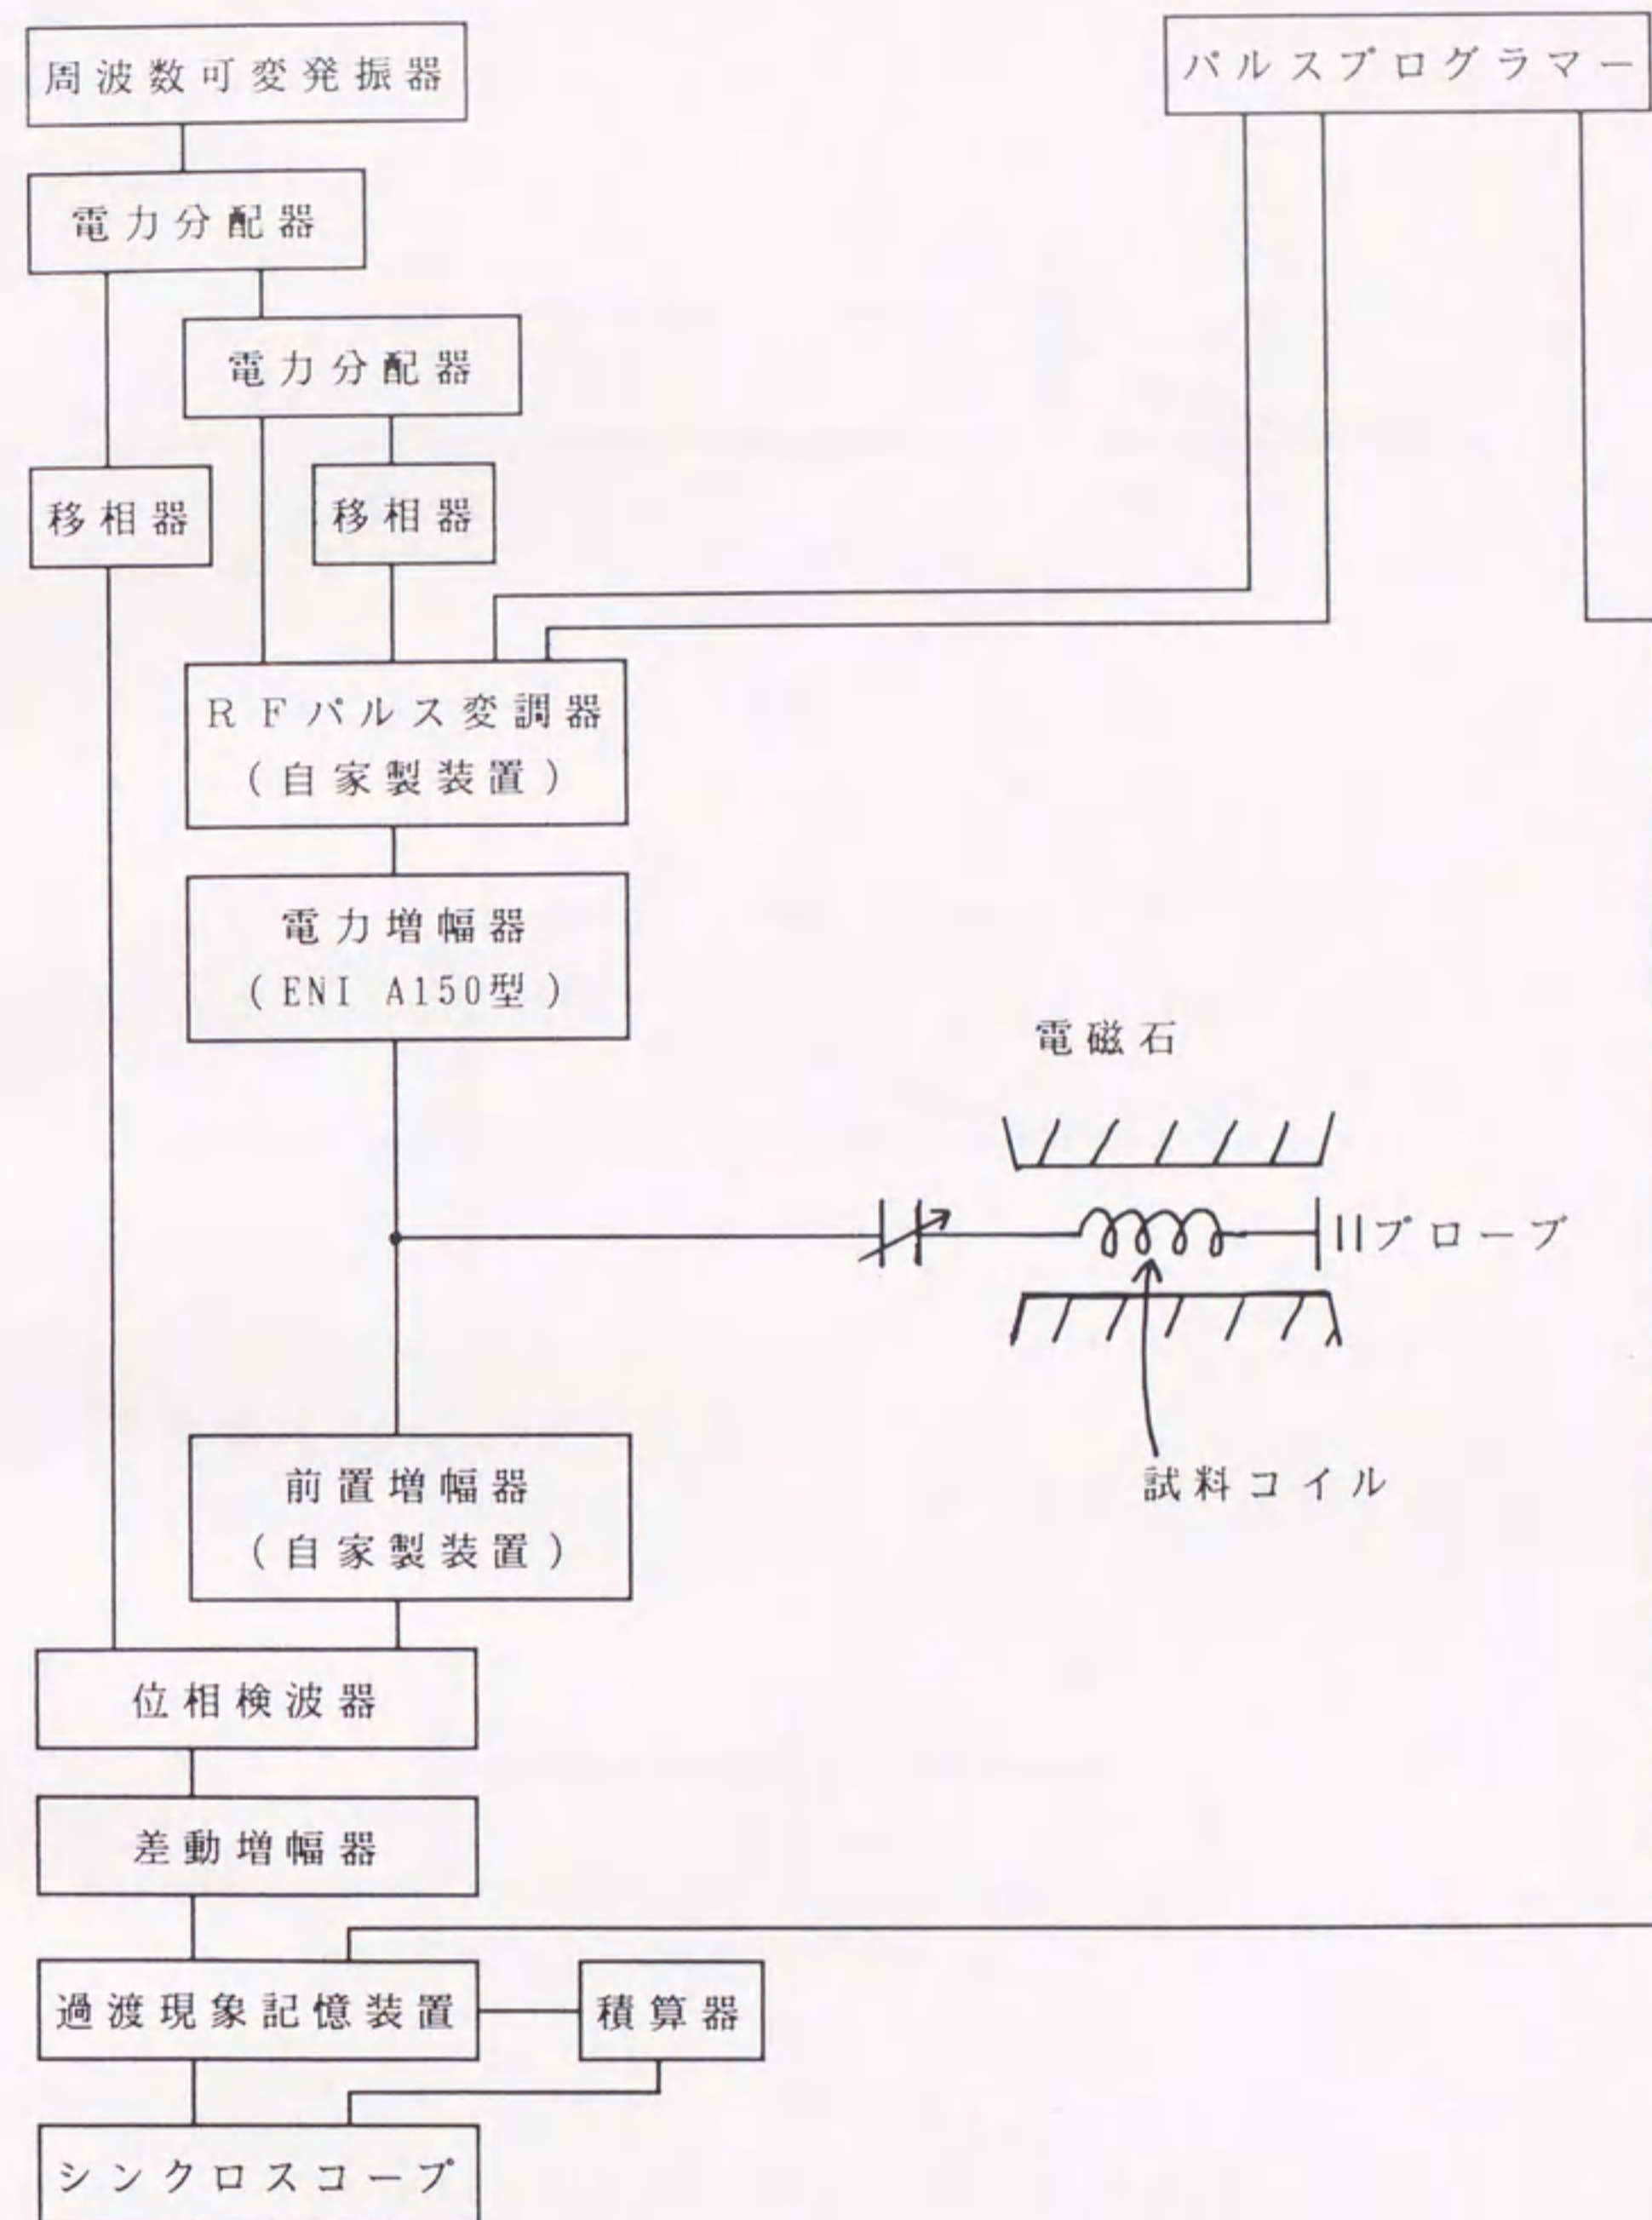 周波数可変発振器
パルスプログラマー
電力分配器
電力分配器
移相器
移相器
RFパルス変調器
(自家製装置)
電力増幅器
(ENI A150型)
電磁石
プローブ
試料コイル
前置増幅器
(自家製装置)
位相検波器
差動増幅器
過渡現象記憶装置
積算器
シンクロスコープ